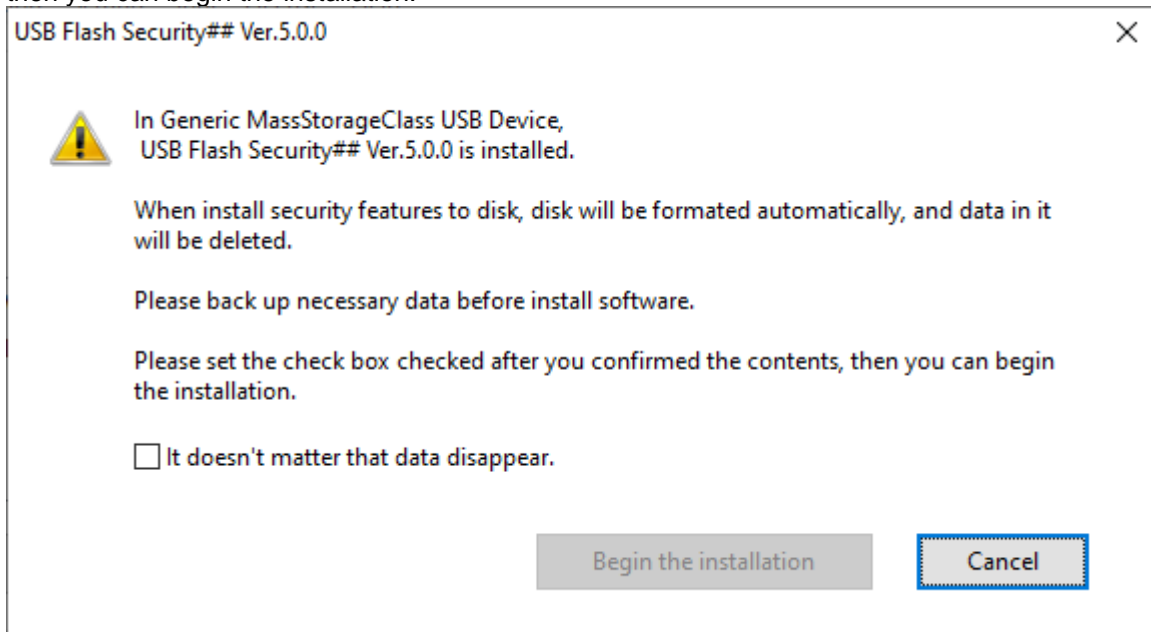 then you can begin the installation.
USB Flash Security## Ver.5.0.0
In Generic MassStorageClass USB Device,
USB Flash Security## Ver.5.0.0 is installed.
When install security features to disk, disk will be formated automatically, and data in it
will be deleted.
Please back up necessary data before install software.
Please set the check box checked after you confirmed the contents, then you can begin
the installation.
It doesn't matter that data disappear.
Begin the installation
Cancel